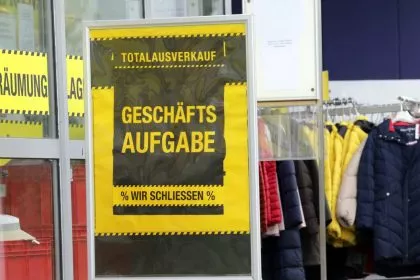 TOTALAUSVERKAUF
RÄUMUNG
GESCHÄFTS
AUFGABE
% WIR SCHLIESSEN %